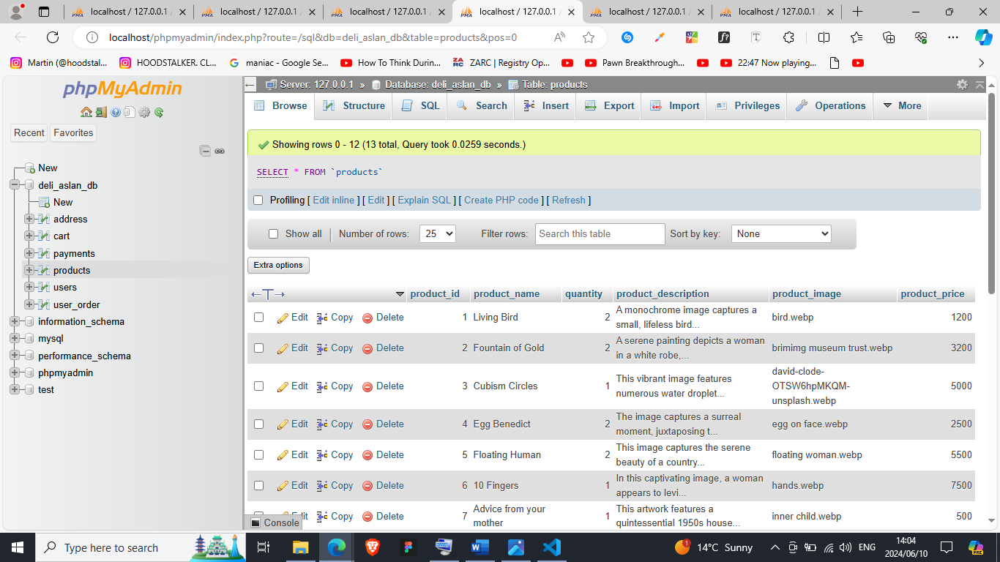 localhost / 127.0.0.1 /
localhost / 127.0.0.1 /
localhost / 127.0.0.1 /
localhost / 127.0.0.1 /
localhost / 127.0.0.1 /
localhost / 127.0.0.1 /
localhost/phpmyadmin/index.php?route=/sql&db=deli_aslan_db&table=products&pos=0
Martin (@hoodstal... HOODSTALKER. CL... maniac - Google Se... How To Think Durin... ZARC | Registry Op... Pawn Breakthrough... 22:47 Now playing...
phpMyAdmin
Recent Favorites
New
deli_aslan_db
New
address
cart
payments
products
users
user_order
information_schema
mysql
performance_schema
phpmyadmin
test
Server: 127.0.0.1 » Database: deli_aslan_db » Table: products
Browse Structure SQL Search Insert Export Import Privileges Operations More
Showing rows 0 - 12 (13 total, Query took 0.0259 seconds.)
SELECT * FROM `products`
Profiling [ Edit inline ] [ Edit ] [ Explain SQL ] [ Create PHP code ] [ Refresh ]
Show all Number of rows: 25 Filter rows: Search this table Sort by key: None
Extra options
product_id product_name quantity product_description product_image product_price
Edit Copy Delete 1 Living Bird 2 A monochrome image captures a small, lifeless bird... bird.webp 1200
Edit Copy Delete 2 Fountain of Gold 2 A serene painting depicts a woman in a white robe,... brimimg museum trust.webp 3200
Edit Copy Delete 3 Cubism Circles 1 This vibrant image features numerous water droplet... david-clode-OTSW6hpMKQM-unsplash.webp 5000
Edit Copy Delete 4 Egg Benedict 2 The image captures a surreal moment, juxtaposing t... egg on face.webp 2500
Edit Copy Delete 5 Floating Human 2 This image captures the serene beauty of a country... floating woman.webp 5500
Edit Copy Delete 6 10 Fingers 1 In this captivating image, a woman appears to levi... hands.webp 7500
Copy Delete 7 Advice from your mother 1 This artwork features a quintessential 1950s house... inner child.webp 500
Console
Type here to search
1 14°C Sunny ENG 14:04
2024/06/10